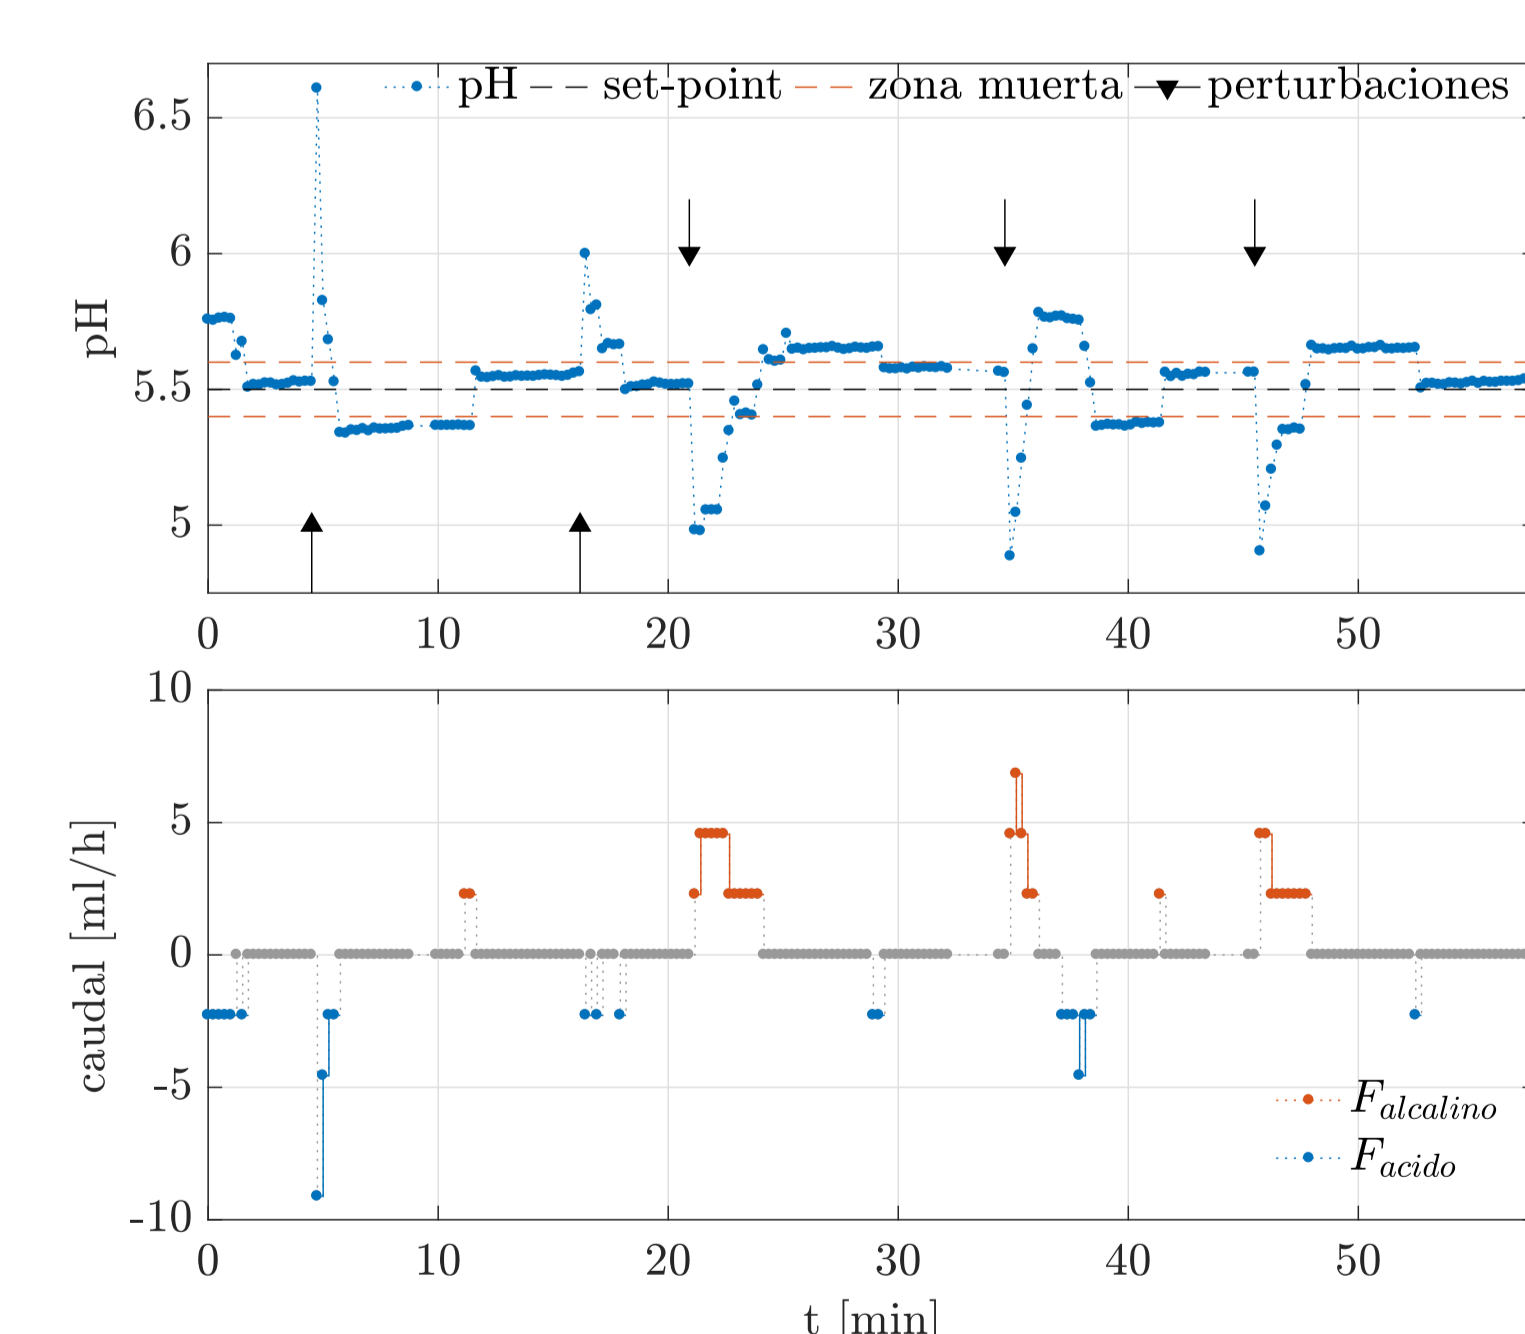 pH set-point zona muerta perturbaciones
6.5
6
5.5
5
pH
0 10 20 30 40 50
10
5
0
-5
-10
caudal [ml/h]
F_alcalino
F_acido
0 10 20 30 40 50
t [min]